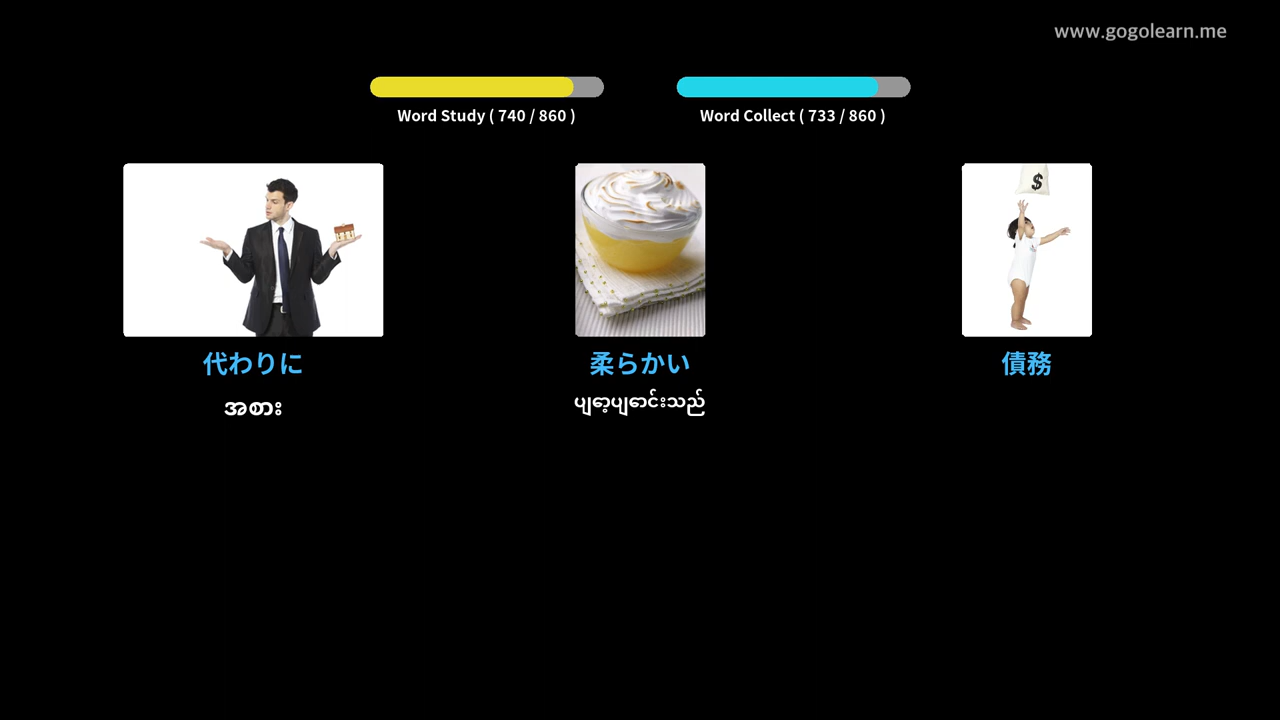 www.gogolearn.me
Word Study ( 740 / 860 )
Word Collect ( 733 / 860 )
$
代わりに
柔らかい
債務
အစား
ပျော့ပျောင်းသည်